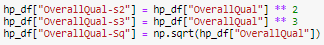 hp_df["OverallQual-s2"] = hp_df["OverallQual"] ** 2
hp_df["OverallQual-s3"] = hp_df["OverallQual"] ** 3
hp_df["OverallQual-Sq"] = np.sqrt(hp_df["OverallQual"])